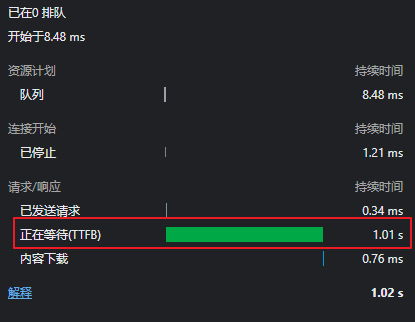 已在0 排队
开始于8.48 ms
资源计划 持续时间
队列 8.48 ms
连接开始 持续时间
已停止 1.21 ms
请求/响应 持续时间
已发送请求 0.34 ms
正在等待(TTFB) 1.01 s
内容下载 0.76 ms
解释 1.02 s